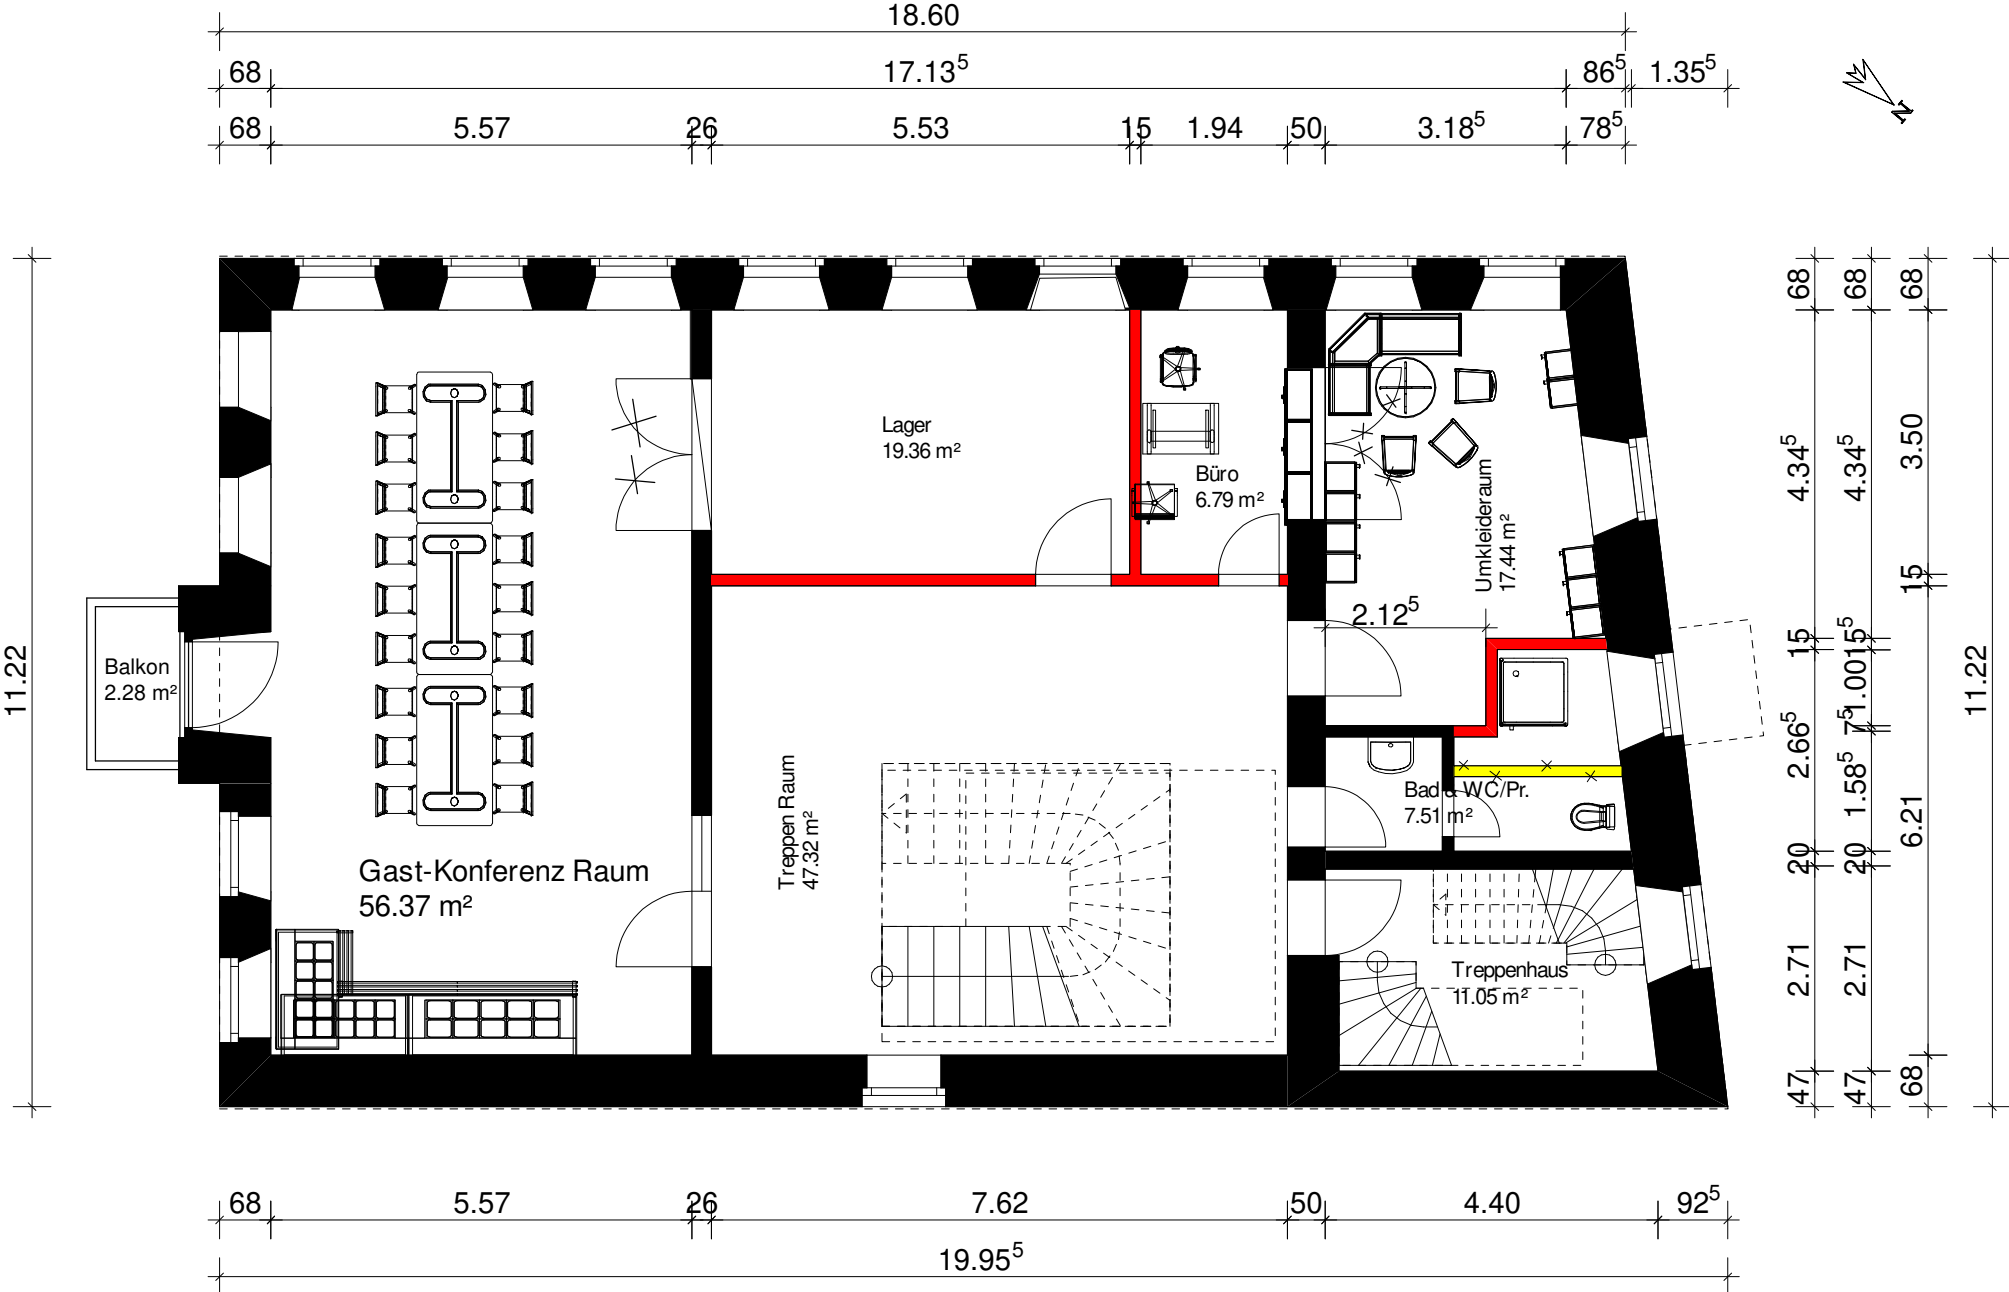 18.60
68 17.13⁵ 86⁵ 1.35⁵
68 5.57 26 5.53 15 1.94 50 3.18⁵ 78⁵
N
11.22
Balkon
2.28 m²
Gast-Konferenz Raum
56.37 m²
Lager
19.36 m²
Büro
6.79 m²
Umkleideraum
17.44 m²
2.12⁵
Treppen Raum
47.32 m²
Bad & WC/Pr.
7.51 m²
Treppenhaus
11.05 m²
68 4.34⁵ 15 2.66⁵ 20 2.71 47
68 4.34⁵ 15⁵ 1.00 7⁵ 1.58⁵ 20 2.71 47
68 3.50 15 6.21 68
11.22
68 5.57 26 7.62 50 4.40 92⁵
19.95⁵